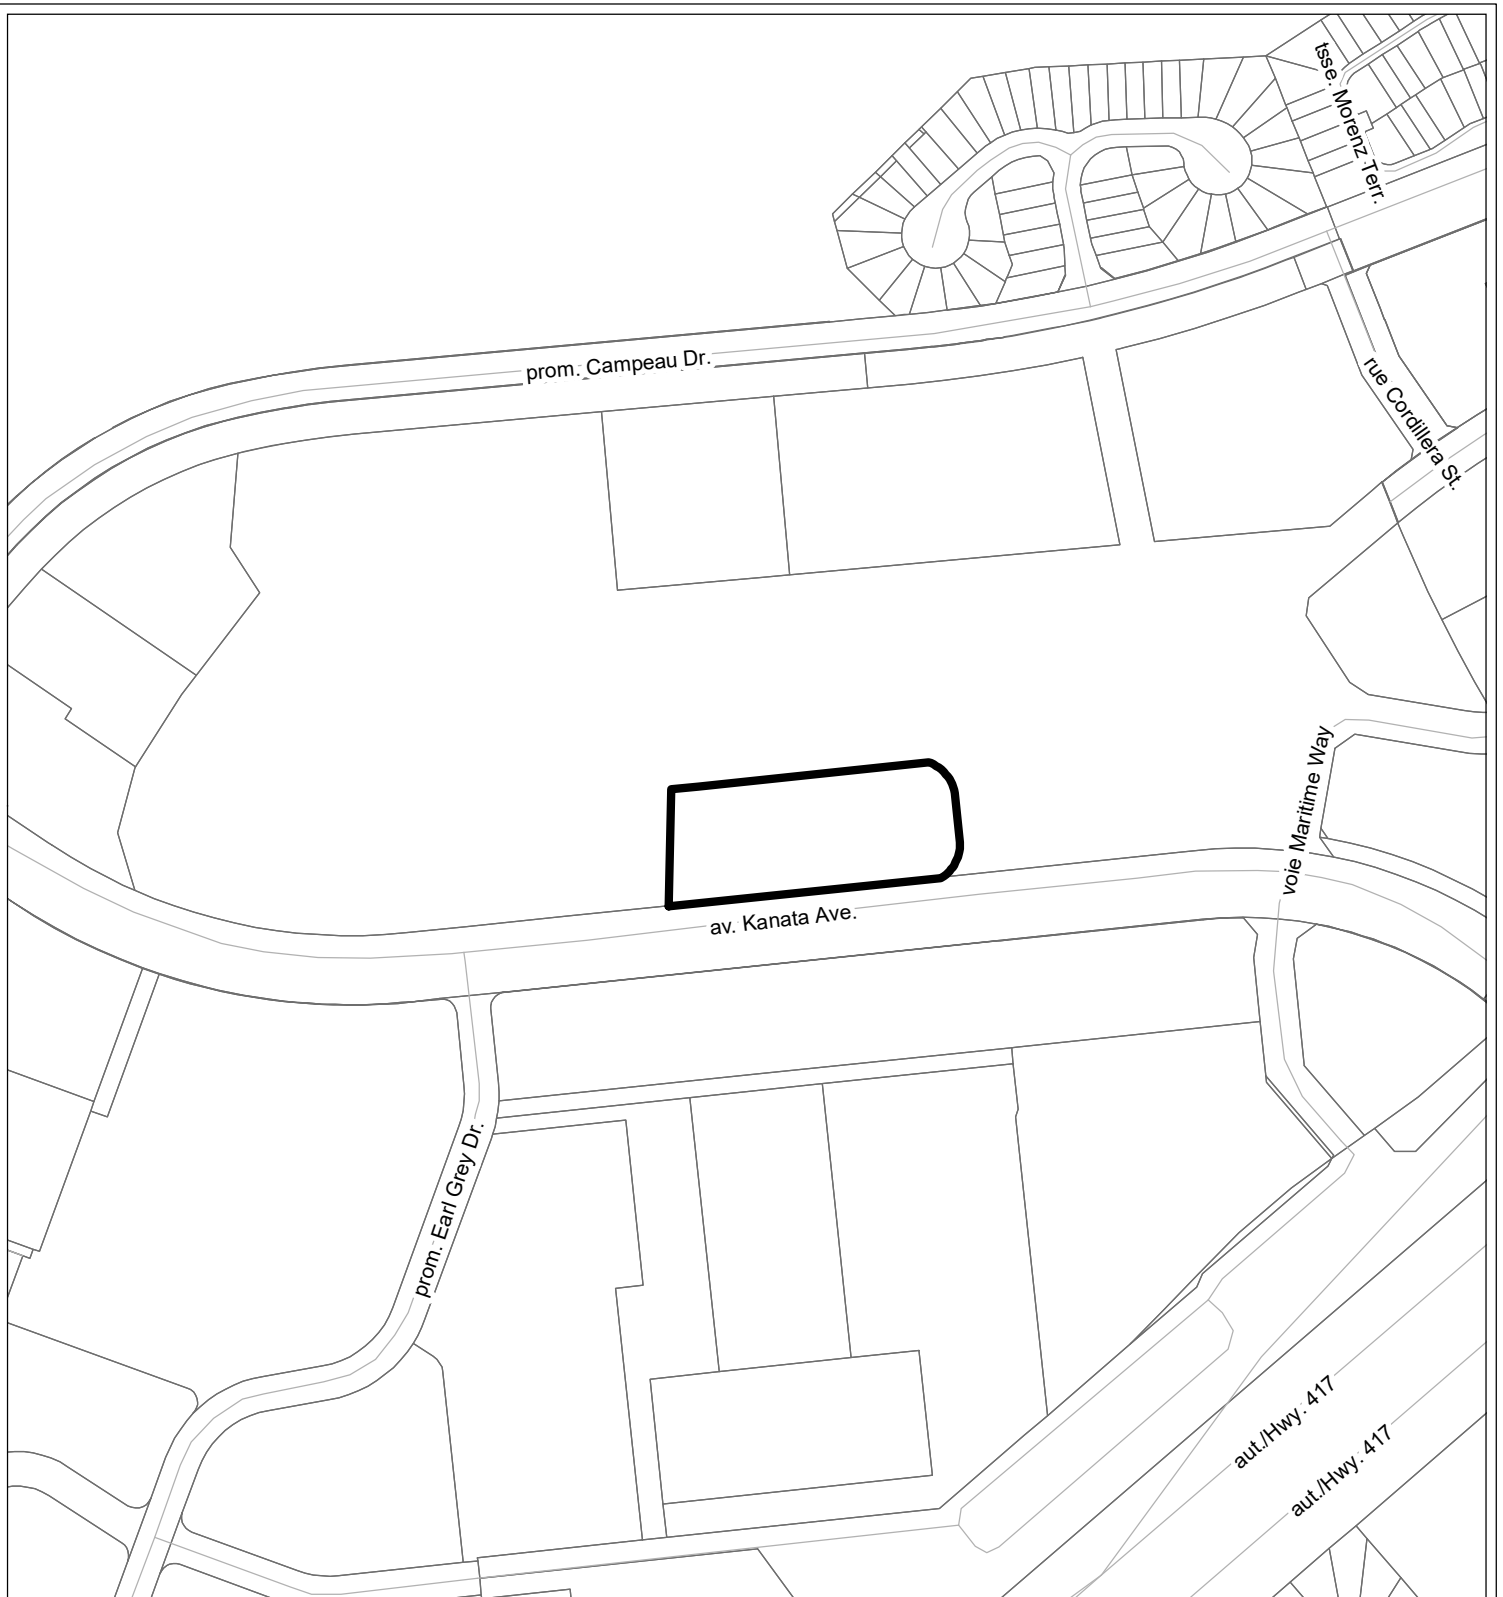 tsse. Morenz Terr.
prom. Campeau Dr.
rue Cordillera St.
voie Maritime Way
av. Kanata Ave.
prom. Earl Grey Dr.
aut./Hwy. 417
aut./Hwy. 417